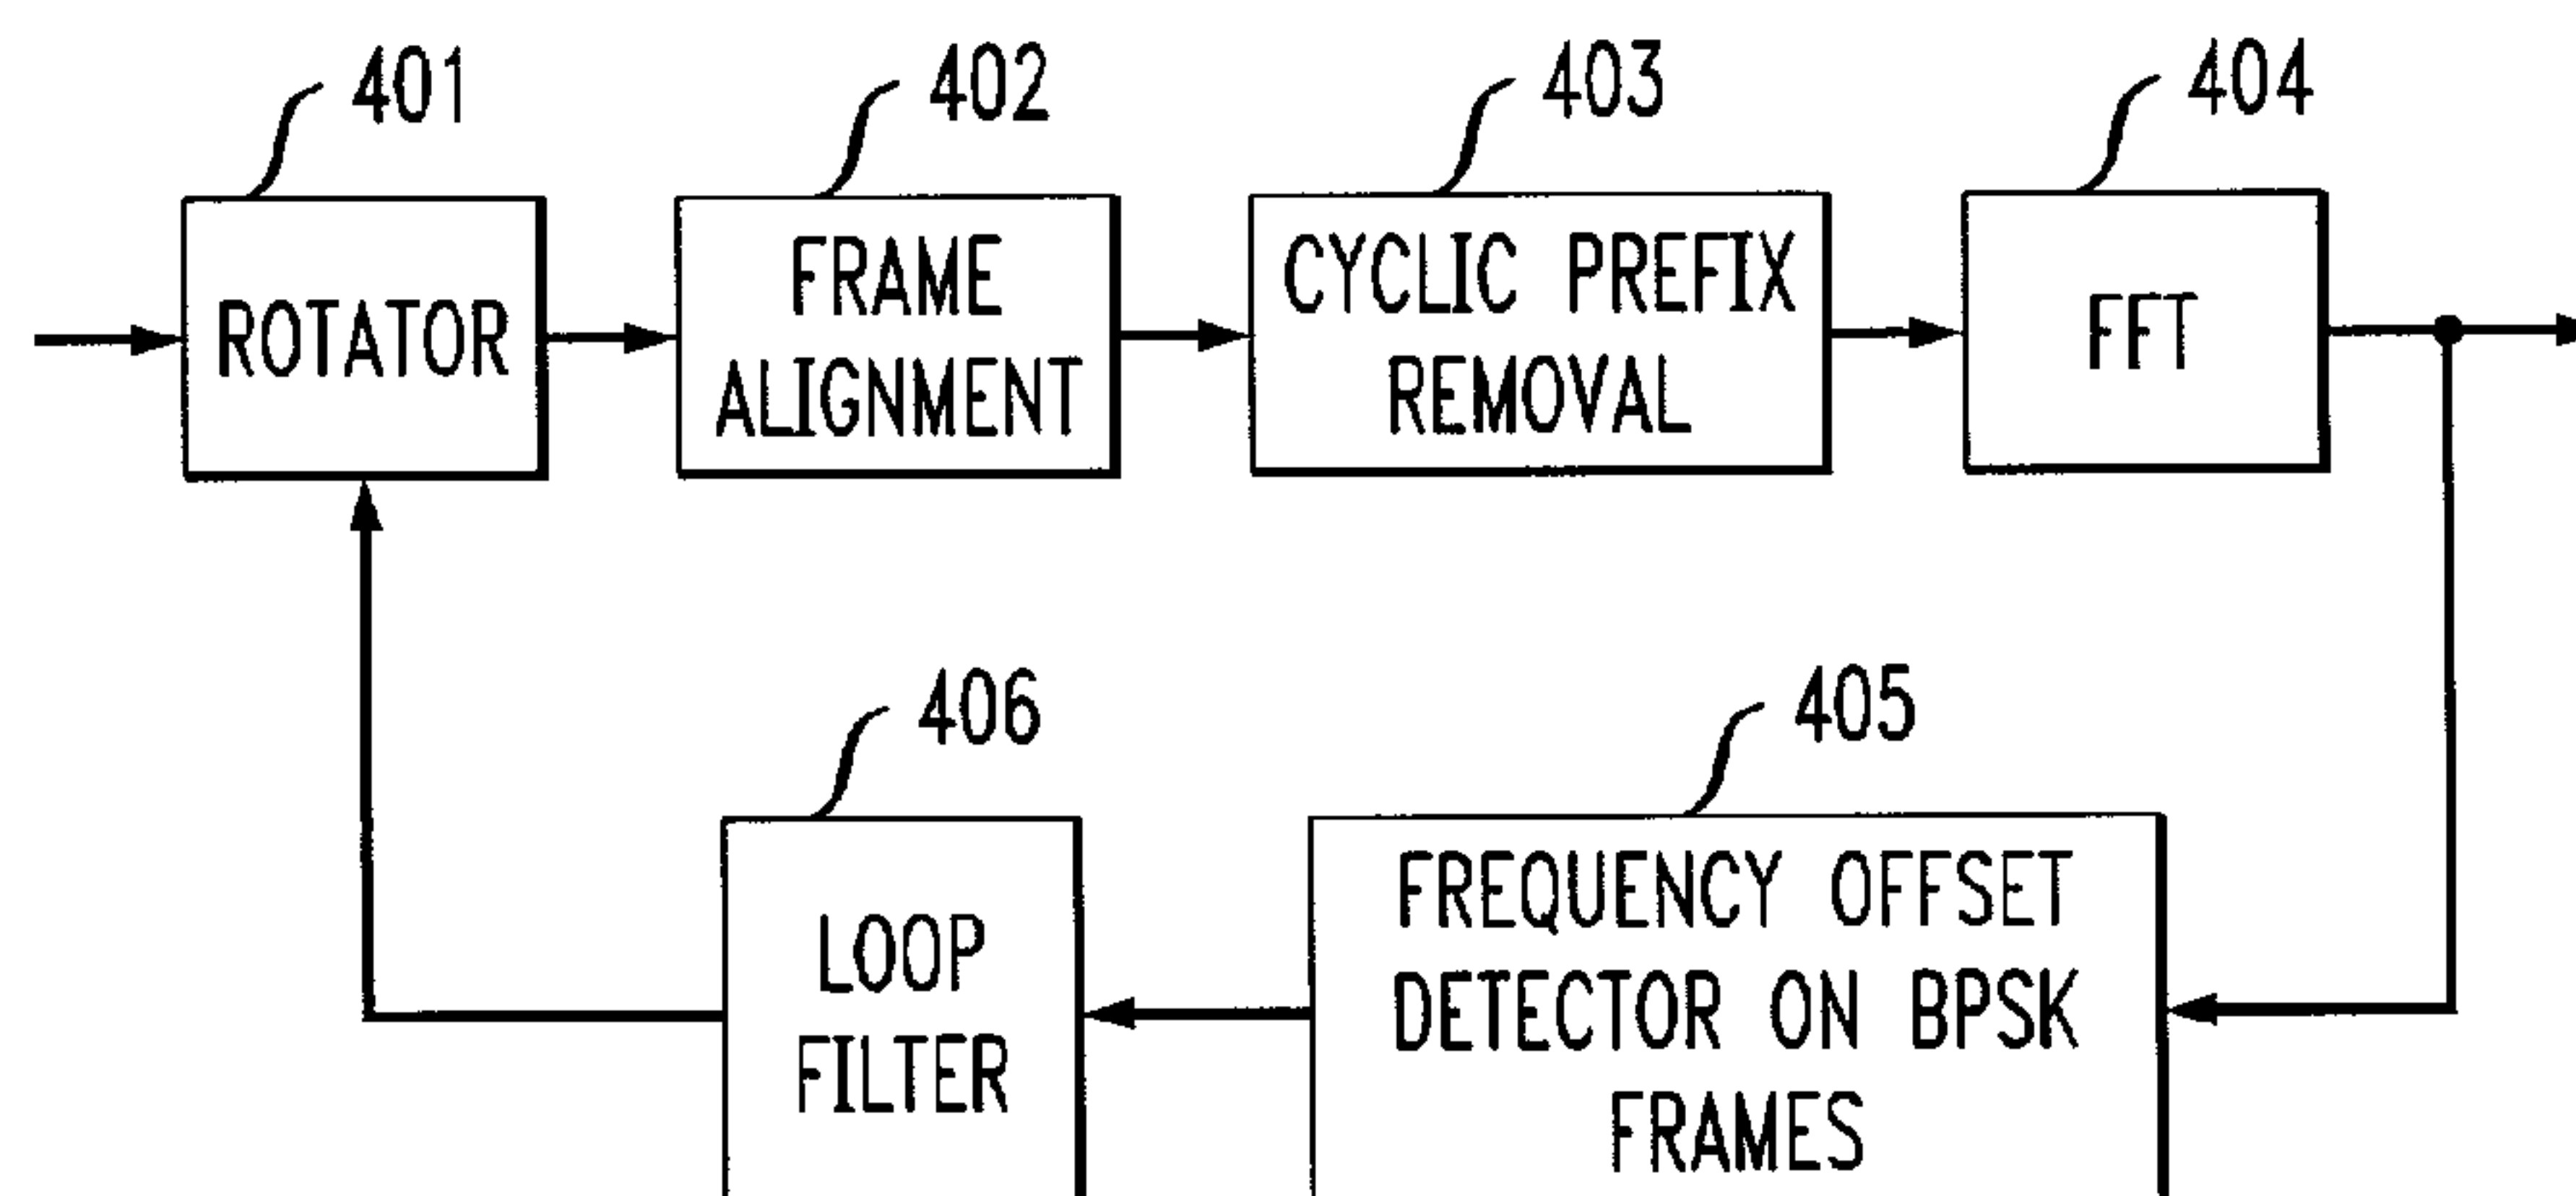 401
402
403
404
ROTATOR
FRAME
ALIGNMENT
CYCLIC PREFIX
REMOVAL
FFT
406
405
LOOP
FILTER
FREQUENCY OFFSET
DETECTOR ON BPSK
FRAMES